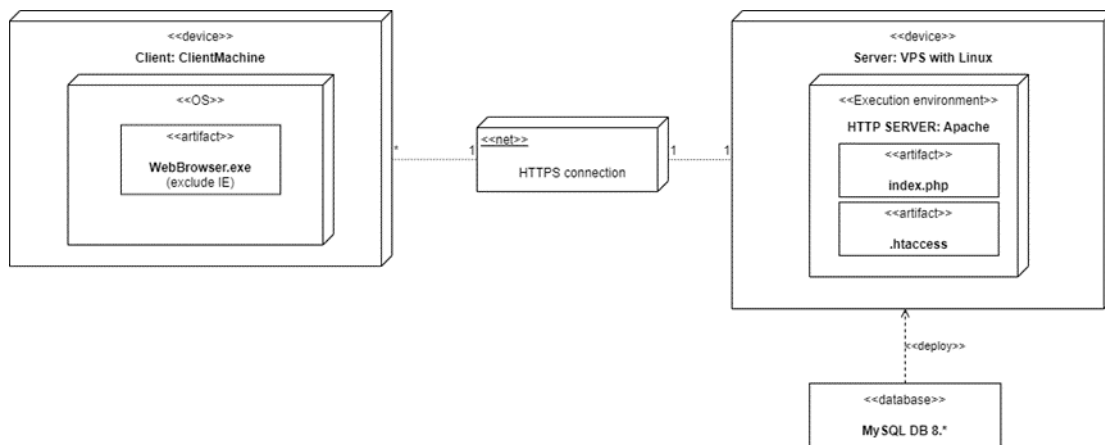 <<device>>
Client: ClientMachine
<<OS>>
<<artifact>>
WebBrowser.exe
(exclude IE)
*
1
<<net>>
HTTPS connection
1
1
<<device>>
Server: VPS with Linux
<<Execution environment>>
HTTP SERVER: Apache
<<artifact>>
index.php
<<artifact>>
.htaccess
<<deploy>>
<<database>>
MySQL DB 8.*